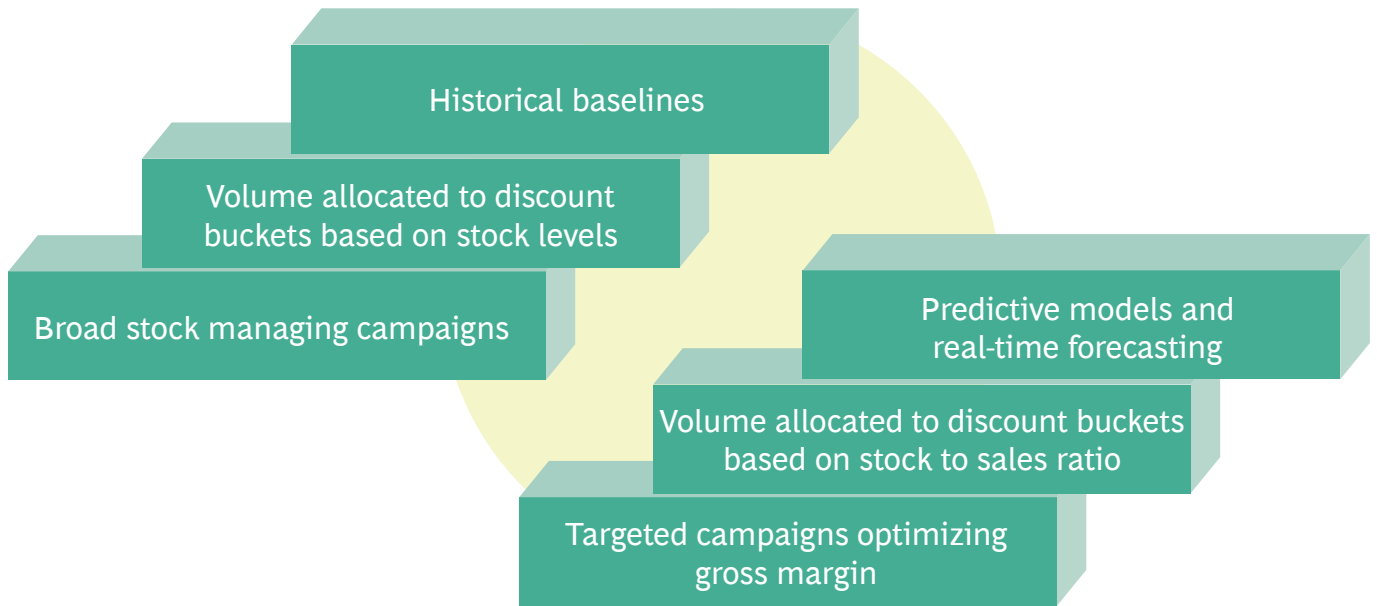 Historical baselines
Volume allocated to discount
buckets based on stock levels
Broad stock managing campaigns
Predictive models and
real-time forecasting
Volume allocated to discount buckets
based on stock to sales ratio
Targeted campaigns optimizing
gross margin